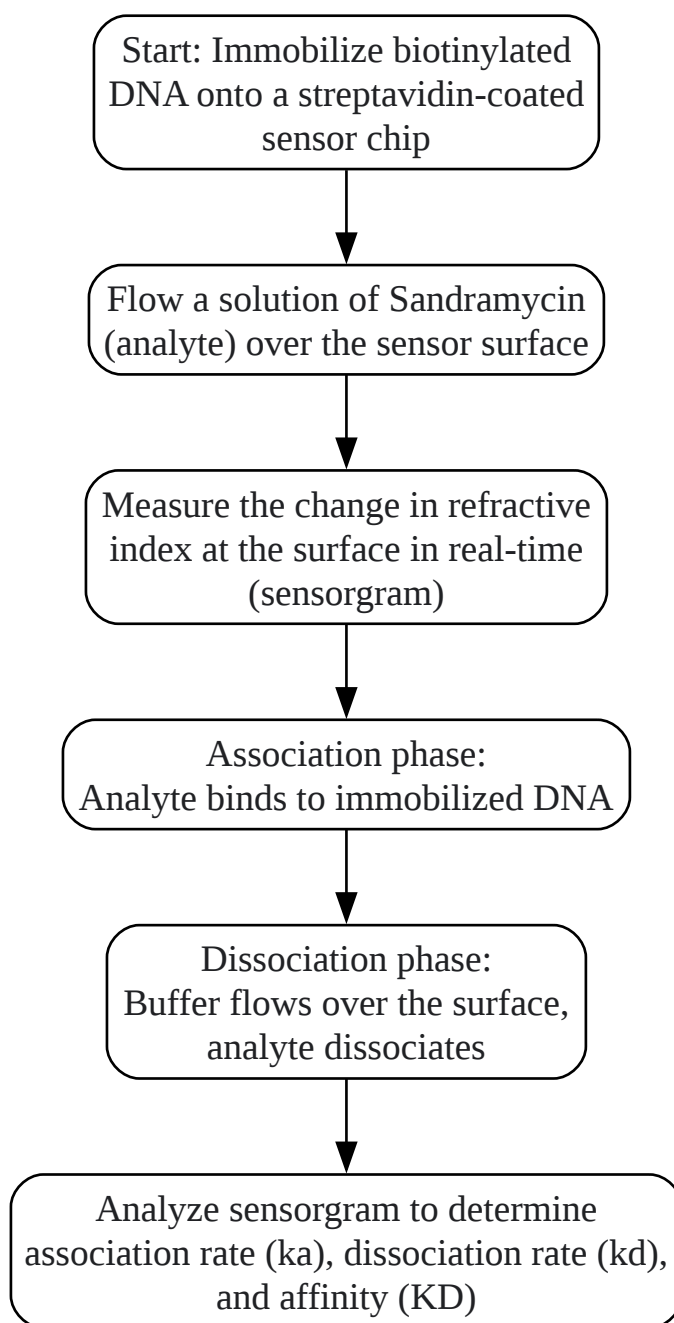 Start: Immobilize biotinylated
DNA onto a streptavidin-coated
sensor chip
Flow a solution of Sandramycin
(analyte) over the sensor surface
Measure the change in refractive
index at the surface in real-time
(sensorgram)
Association phase:
Analyte binds to immobilized DNA
Dissociation phase:
Buffer flows over the surface,
analyte dissociates
Analyze sensorgram to determine
association rate (ka), dissociation rate (kd),
and affinity (KD)